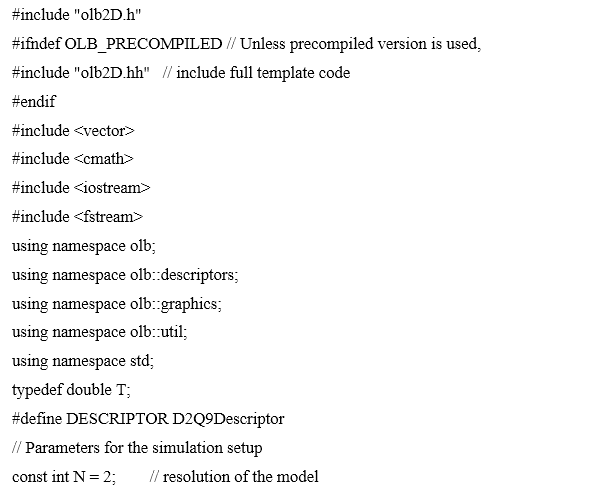 #include "olb2D.h"
#ifndef OLB_PRECOMPILED // Unless precompiled version is used,
#include "olb2D.hh"   // include full template code
#endif
#include <vector>
#include <cmath>
#include <iostream>
#include <fstream>
using namespace olb;
using namespace olb::descriptors;
using namespace olb::graphics;
using namespace olb::util;
using namespace std;
typedef double T;
#define DESCRIPTOR D2Q9Descriptor
// Parameters for the simulation setup
const int N = 2;        // resolution of the model